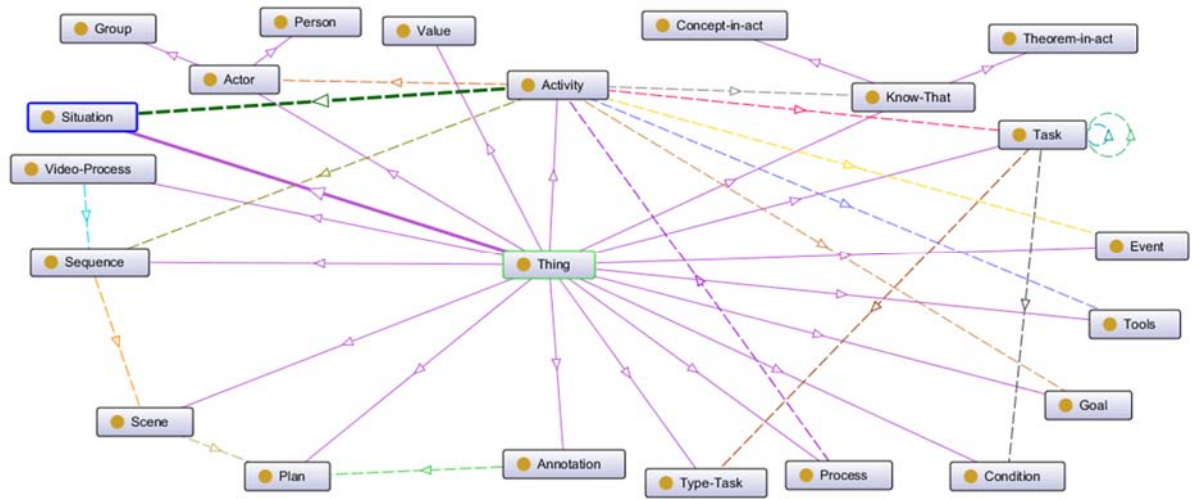 Group
Person
Value
Concept-in-act
Theorem-in-act
Actor
Activity
Know-That
Situation
Task
Video-Process
Sequence
Thing
Event
Tools
Goal
Scene
Plan
Annotation
Type-Task
Process
Condition